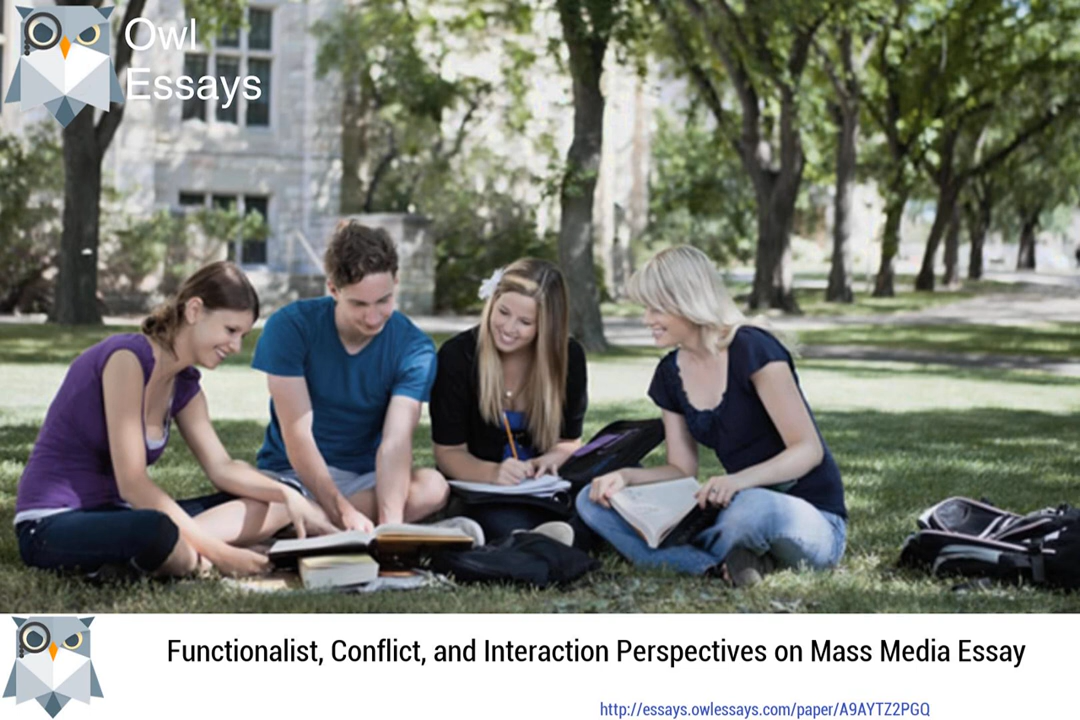 Owl
Essays
Functionalist, Conflict, and Interaction Perspectives on Mass Media Essay
http://essays.owlessays.com/paper/A9AYTZ2PGQ